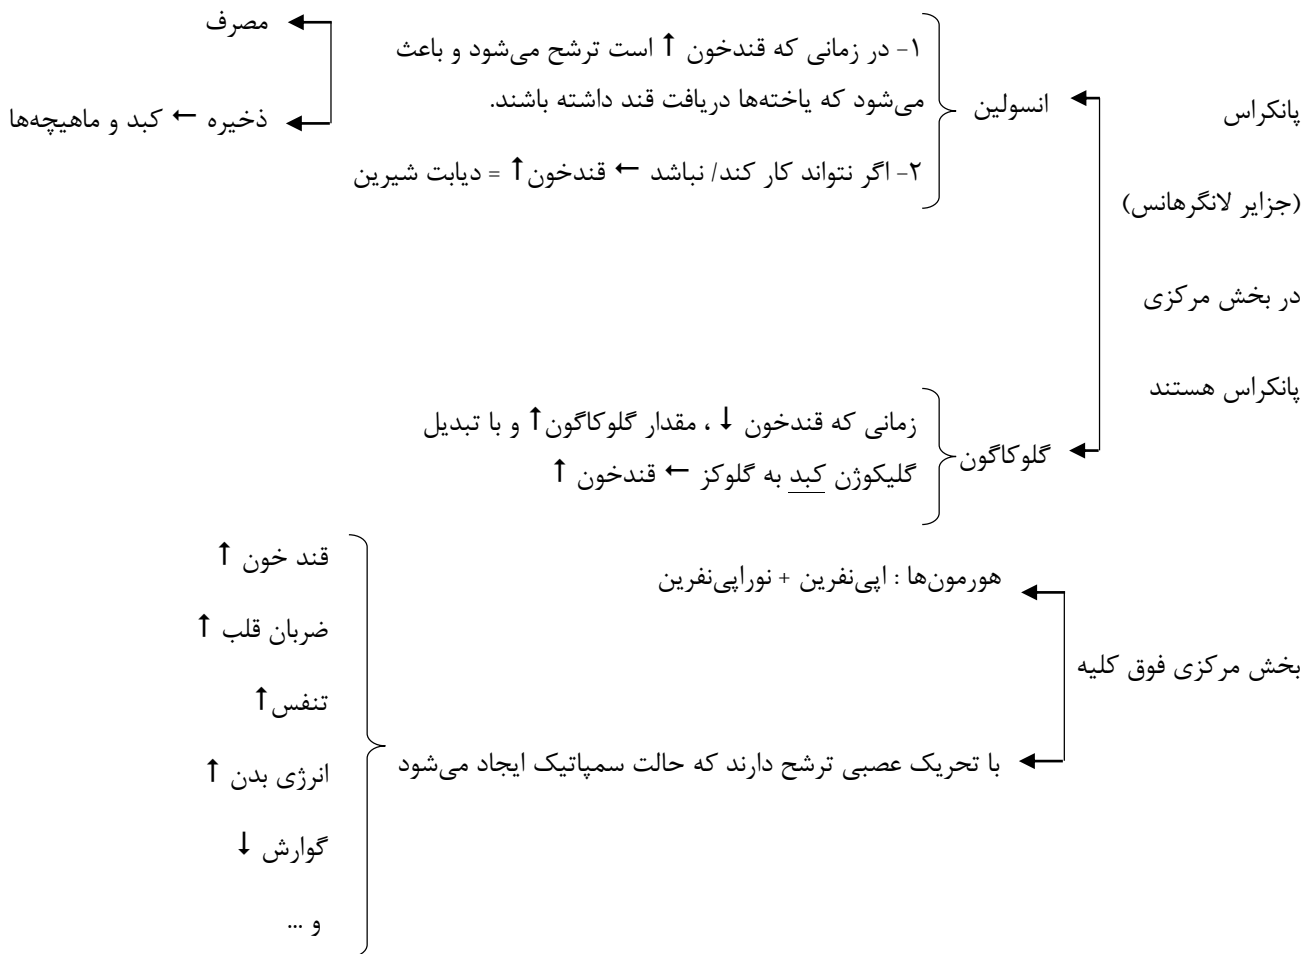 پانکراس
(جزایر لانگرهانس)
در بخش مرکزی
پانکراس هستند
انسولین
۱- در زمانی که قندخون ↑ است ترشح می‌شود و باعث
می‌شود که یاخته‌ها دریافت قند داشته باشند.
۲- اگر نتواند کار کند/ نباشد ← قندخون↑ = دیابت شیرین
مصرف
ذخیره ← کبد و ماهیچه‌ها
گلوکاگون
زمانی که قندخون ↓ ، مقدار گلوکاگون↑ و با تبدیل
گلیکوژن کبد به گلوکز ← قندخون ↑
بخش مرکزی فوق کلیه
هورمون‌ها : اپی‌نفرین + نوراپی‌نفرین
با تحریک عصبی ترشح دارند که حالت سمپاتیک ایجاد می‌شود
قند خون ↑
ضربان قلب ↑
تنفس↑
انرژی بدن ↑
گوارش ↓
و ...